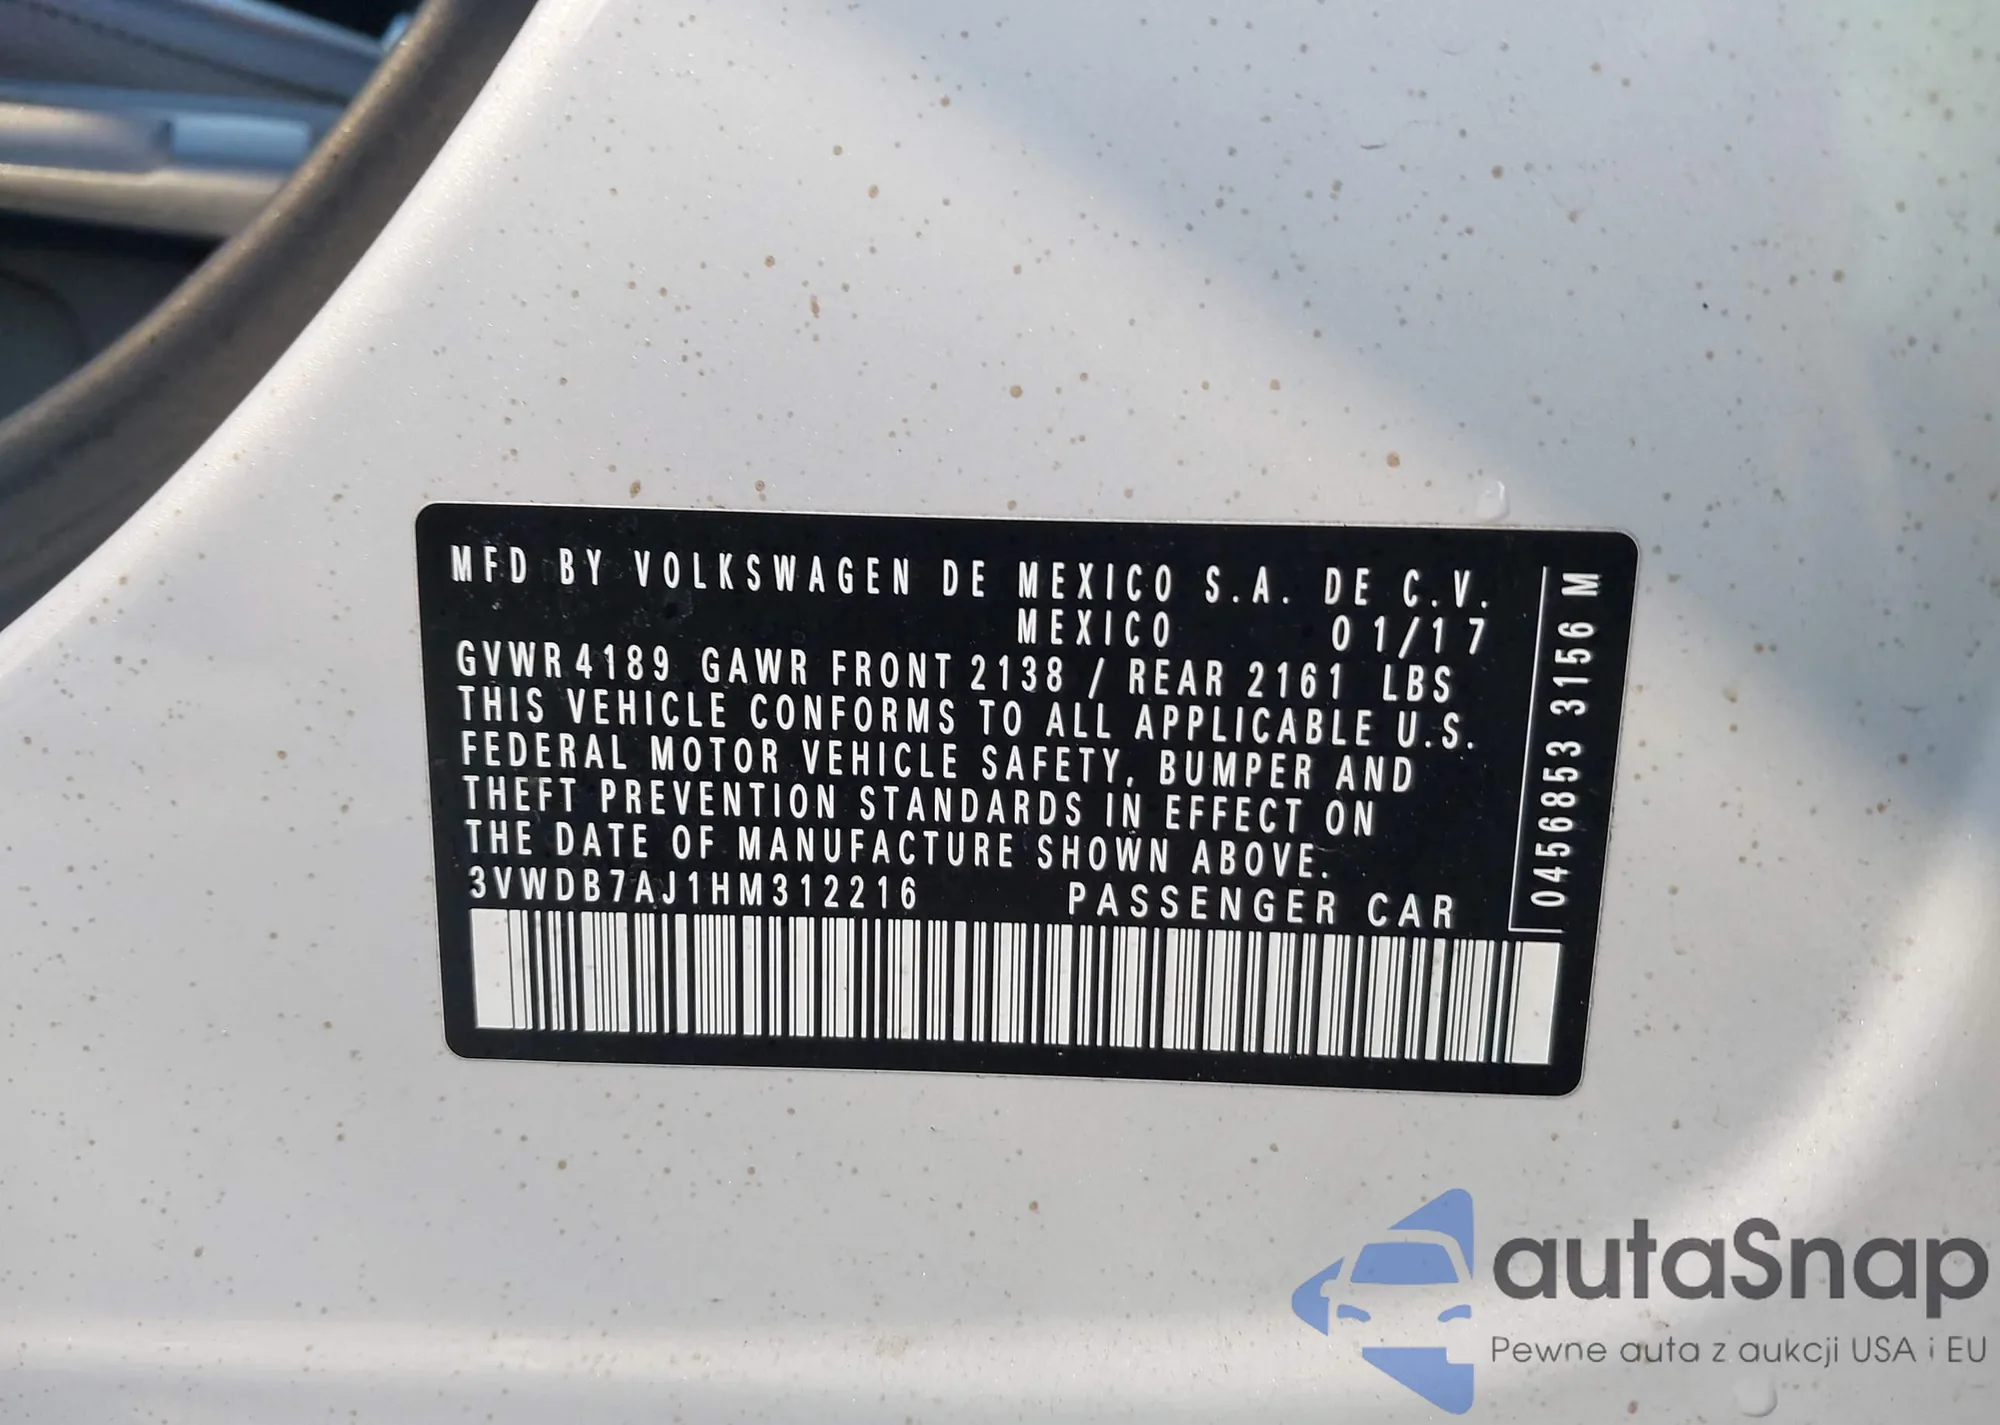 MFD BY VOLKSWAGEN DE MEXICO S.A. DE C.V.
MEXICO 01/17
GVWR 4189 GAWR FRONT 2138 / REAR 2161 LBS
THIS VEHICLE CONFORMS TO ALL APPLICABLE U.S.
FEDERAL MOTOR VEHICLE SAFETY, BUMPER AND
THEFT PREVENTION STANDARDS IN EFFECT ON
THE DATE OF MANUFACTURE SHOWN ABOVE.
3VWDB7AJ1HM312216 PASSENGER CAR
0456853 3156 M
autaSnap
Pewne auta z aukcji USA i EU